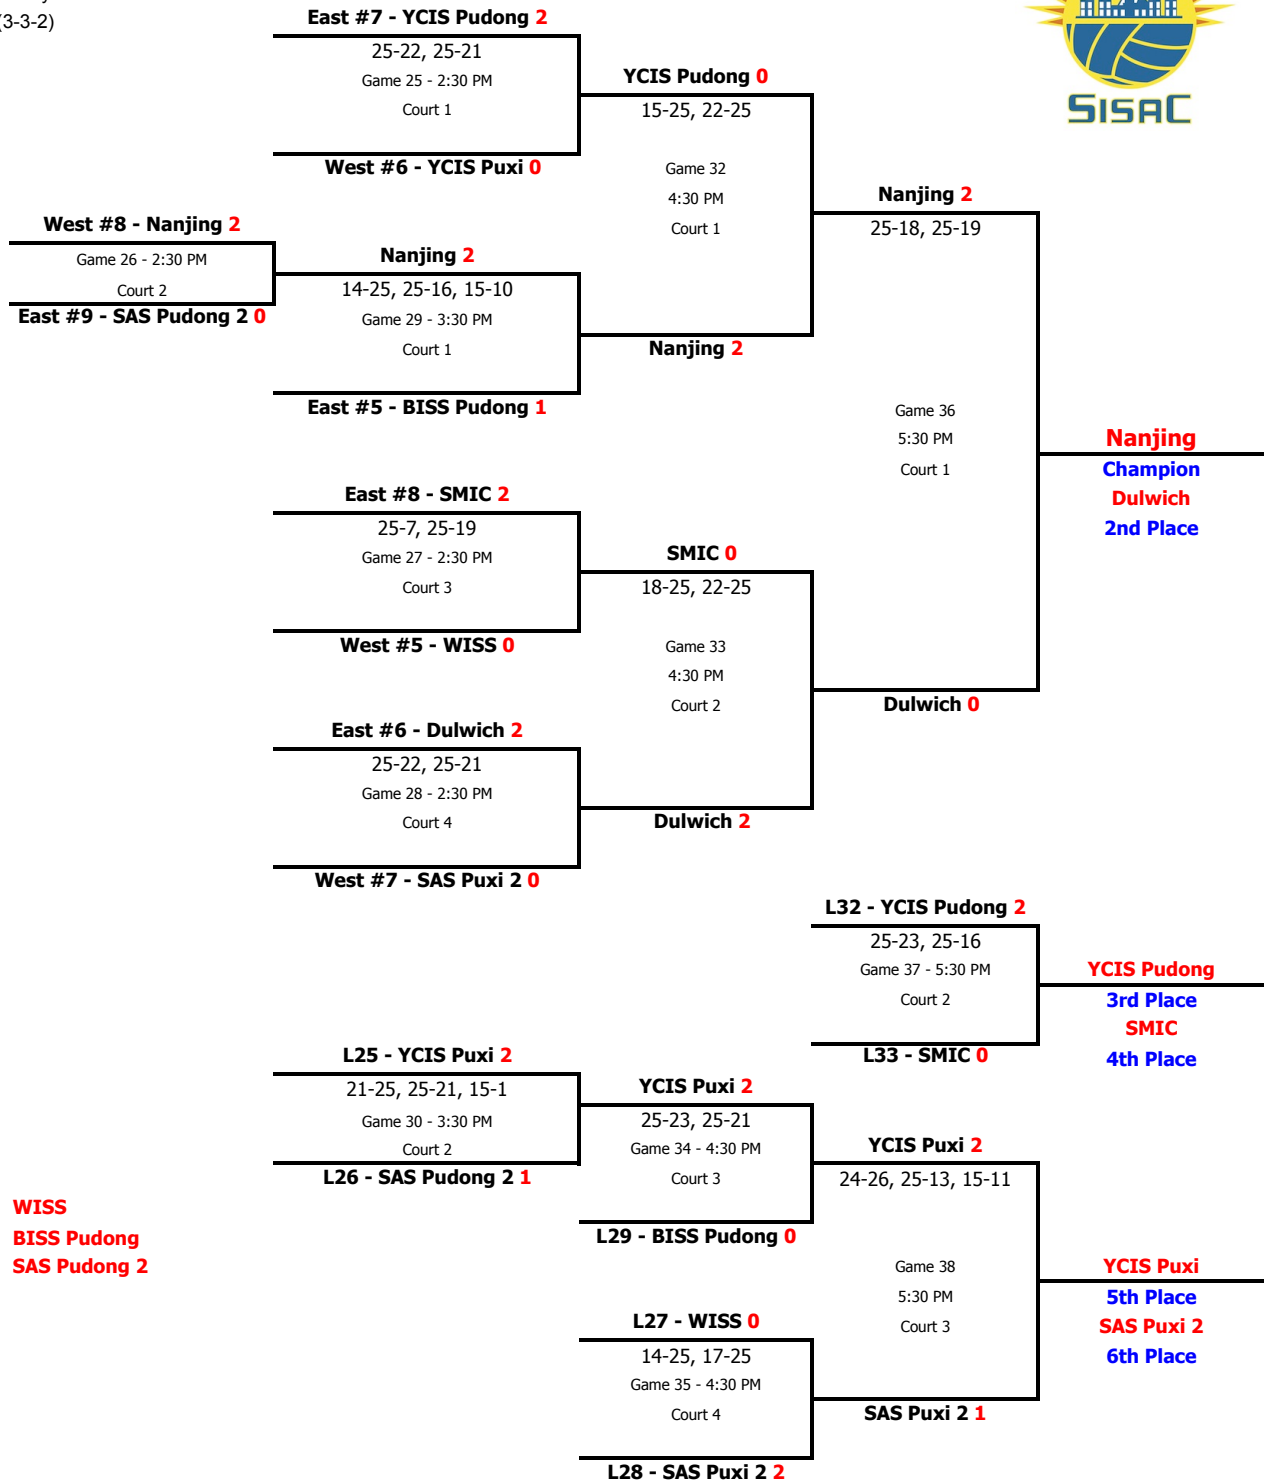 (3-3-2)
SISAC
East #7 - YCIS Pudong 2
25-22, 25-21
Game 25 - 2:30 PM
Court 1
West #6 - YCIS Puxi 0
YCIS Pudong 0
15-25, 22-25
Game 32
4:30 PM
Court 1
Nanjing 2
25-18, 25-19
West #8 - Nanjing 2
Game 26 - 2:30 PM
Court 2
East #9 - SAS Pudong 2 0
Nanjing 2
14-25, 25-16, 15-10
Game 29 - 3:30 PM
Court 1
East #5 - BISS Pudong 1
Nanjing 2
Game 36
5:30 PM
Court 1
Nanjing
Champion
Dulwich
2nd Place
East #8 - SMIC 2
25-7, 25-19
Game 27 - 2:30 PM
Court 3
West #5 - WISS 0
SMIC 0
18-25, 22-25
Game 33
4:30 PM
Court 2
Dulwich 0
East #6 - Dulwich 2
25-22, 25-21
Game 28 - 2:30 PM
Court 4
West #7 - SAS Puxi 2 0
Dulwich 2
L32 - YCIS Pudong 2
25-23, 25-16
Game 37 - 5:30 PM
Court 2
L33 - SMIC 0
YCIS Pudong
3rd Place
SMIC
4th Place
L25 - YCIS Puxi 2
21-25, 25-21, 15-1
Game 30 - 3:30 PM
Court 2
L26 - SAS Pudong 2 1
YCIS Puxi 2
25-23, 25-21
Game 34 - 4:30 PM
Court 3
L29 - BISS Pudong 0
YCIS Puxi 2
24-26, 25-13, 15-11
WISS
BISS Pudong
SAS Pudong 2
Game 38
5:30 PM
Court 3
YCIS Puxi
5th Place
SAS Puxi 2
6th Place
L27 - WISS 0
14-25, 17-25
Game 35 - 4:30 PM
Court 4
L28 - SAS Puxi 2 2
SAS Puxi 2 1